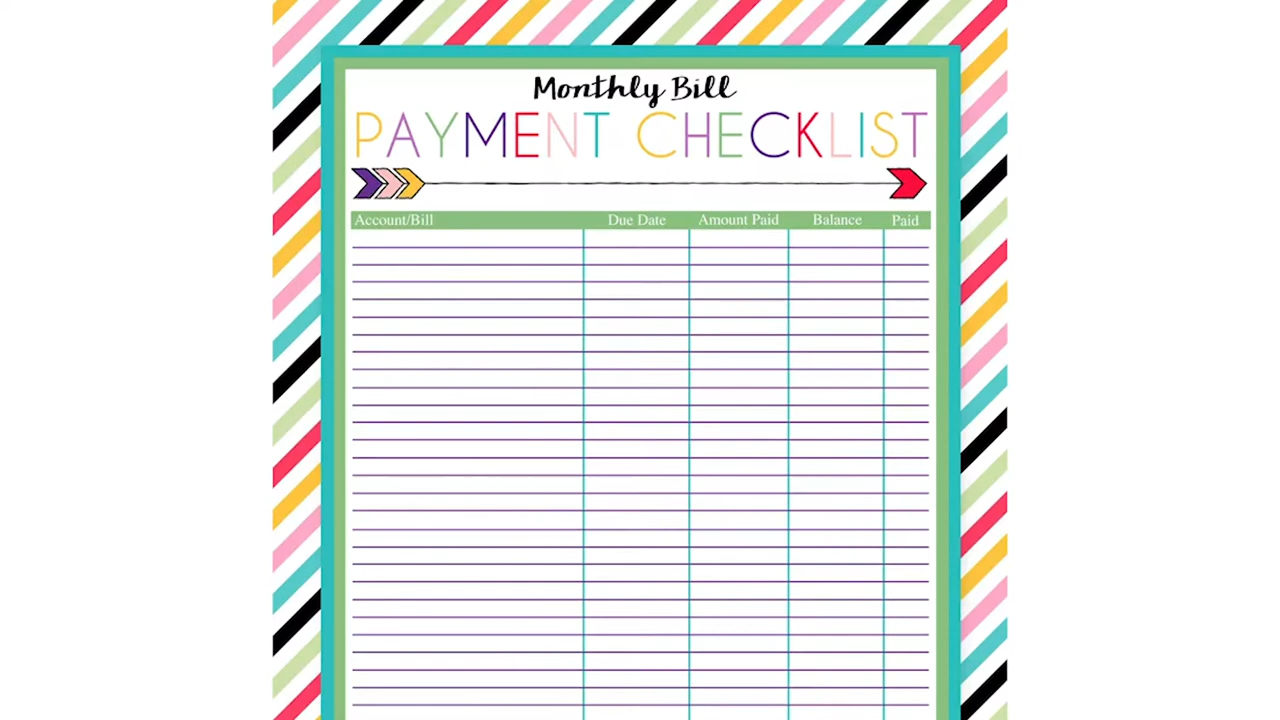 Monthly Bill
PAYMENT CHECKLIST
Account/Bill Due Date Amount Paid Balance Paid